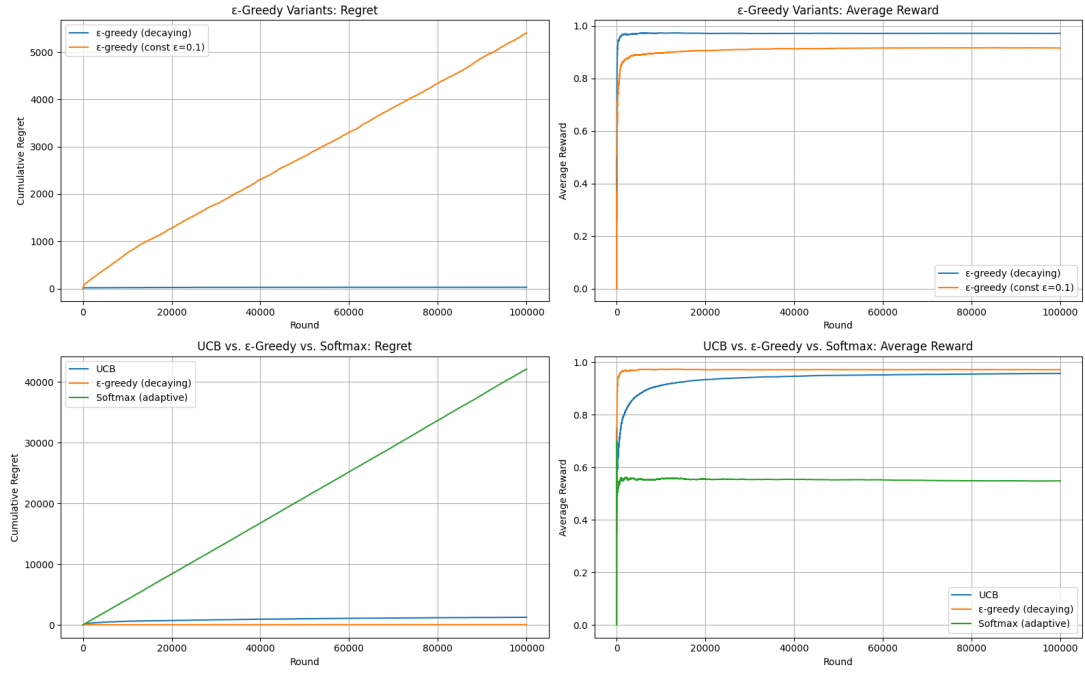 ε-Greedy Variants: Regret
ε-greedy (decaying)
ε-greedy (const ε=0.1)
Cumulative Regret
5000
4000
3000
2000
1000
0
0 20000 40000 60000 80000 100000
Round
ε-Greedy Variants: Average Reward
Average Reward
1.0
0.8
0.6
0.4
0.2
0.0
ε-greedy (decaying)
ε-greedy (const ε=0.1)
0 20000 40000 60000 80000 100000
Round
UCB vs. ε-Greedy vs. Softmax: Regret
UCB
ε-greedy (decaying)
Softmax (adaptive)
Cumulative Regret
40000
30000
20000
10000
0
0 20000 40000 60000 80000 100000
Round
UCB vs. ε-Greedy vs. Softmax: Average Reward
Average Reward
1.0
0.8
0.6
0.4
0.2
0.0
UCB
ε-greedy (decaying)
Softmax (adaptive)
0 20000 40000 60000 80000 100000
Round